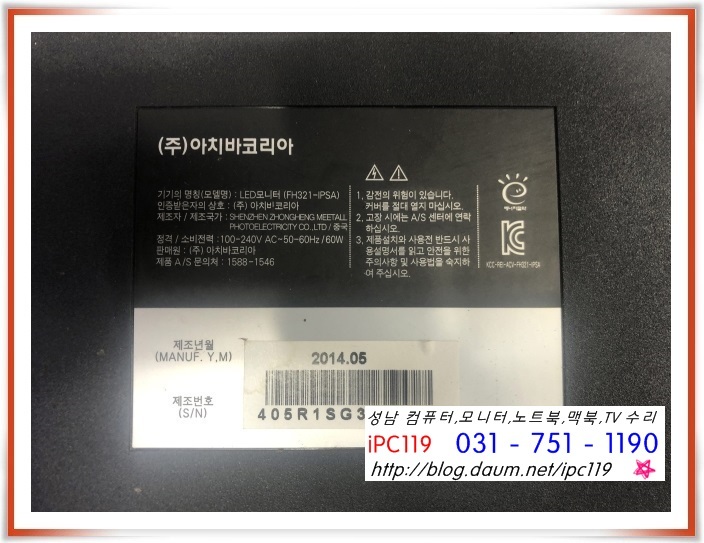 (주)아치바코리아
기기의 명칭(모델명) : LED모니터 (FH321-IPSA)
인증받은자의 상호 : (주) 아치바코리아
제조자 / 제조국가 : SHENZHEN ZHONGHENG MEETALL
PHOTOELECTRICITY CO.,LTD / 중국
정격 / 소비전력 : 100-240V AC~50-60Hz / 60W
판매원 : (주) 아치바코리아
제품 A/S 문의처 : 1588-1546
1, 감전의 위험이 있습니다.
커버를 절대 열지 마십시오.
2, 고장 시에는 A/S 센터에 연락
하십시오.
3, 제품설치와 사용전 반드시 사
용설명서를 읽고 안전을 위한
주의사항 및 사용법을 숙지하
여 주십시오.
에너지절약
KCC-REI-ACV-FH321-IPSA
제조년월
(MANUF. Y,M)
2014.05
제조번호
(S/N)
405R1SG3
성남 컴퓨터,모니터,노트북,맥북,TV 수리
iPC119 031 - 751 - 1190
http://blog.daum.net/ipc119